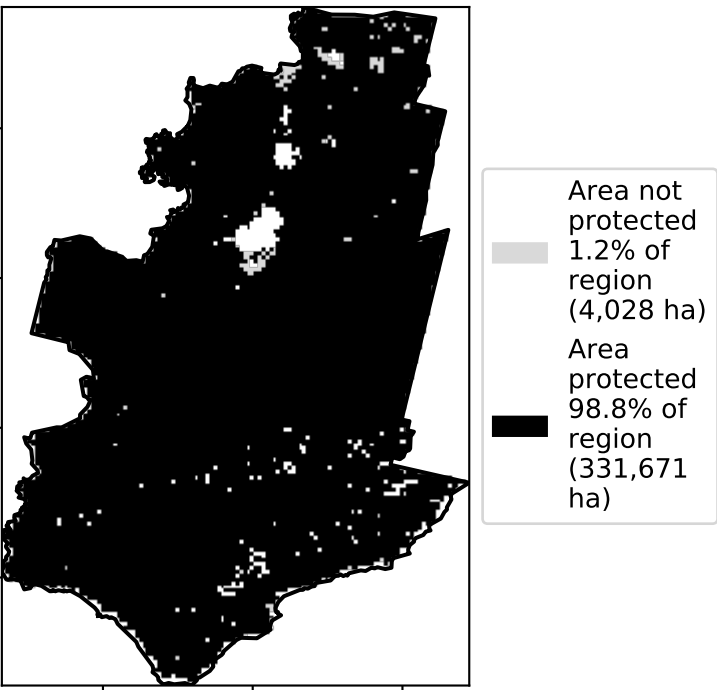 Area not
protected
1.2% of
region
(4,028 ha)
Area
protected
98.8% of
region
(331,671
ha)